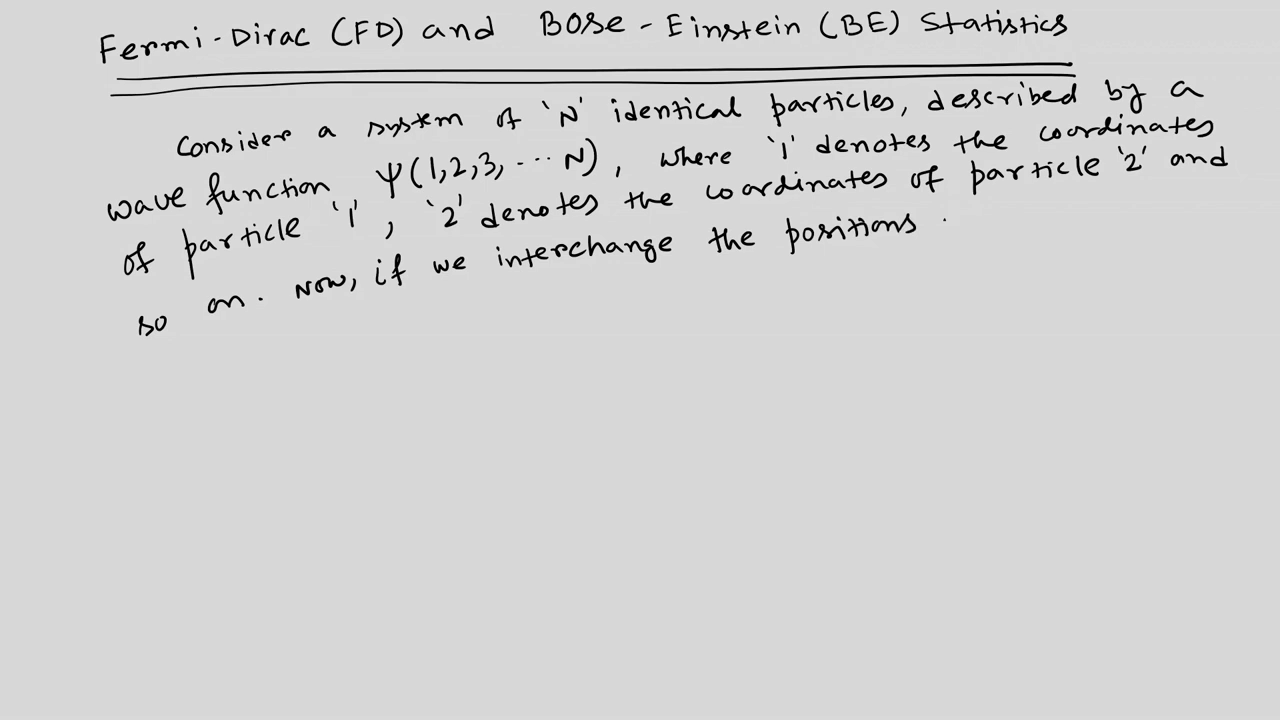 Fermi-Dirac (FD) and Bose-Einstein (BE) Statistics
Consider a system of 'N' identical particles, described by a
wave function ψ(1,2,3, ... N), where '1' denotes the coordinates
of particle '1', '2' denotes the coordinates of particle '2' and
so on. Now, if we interchange the positions